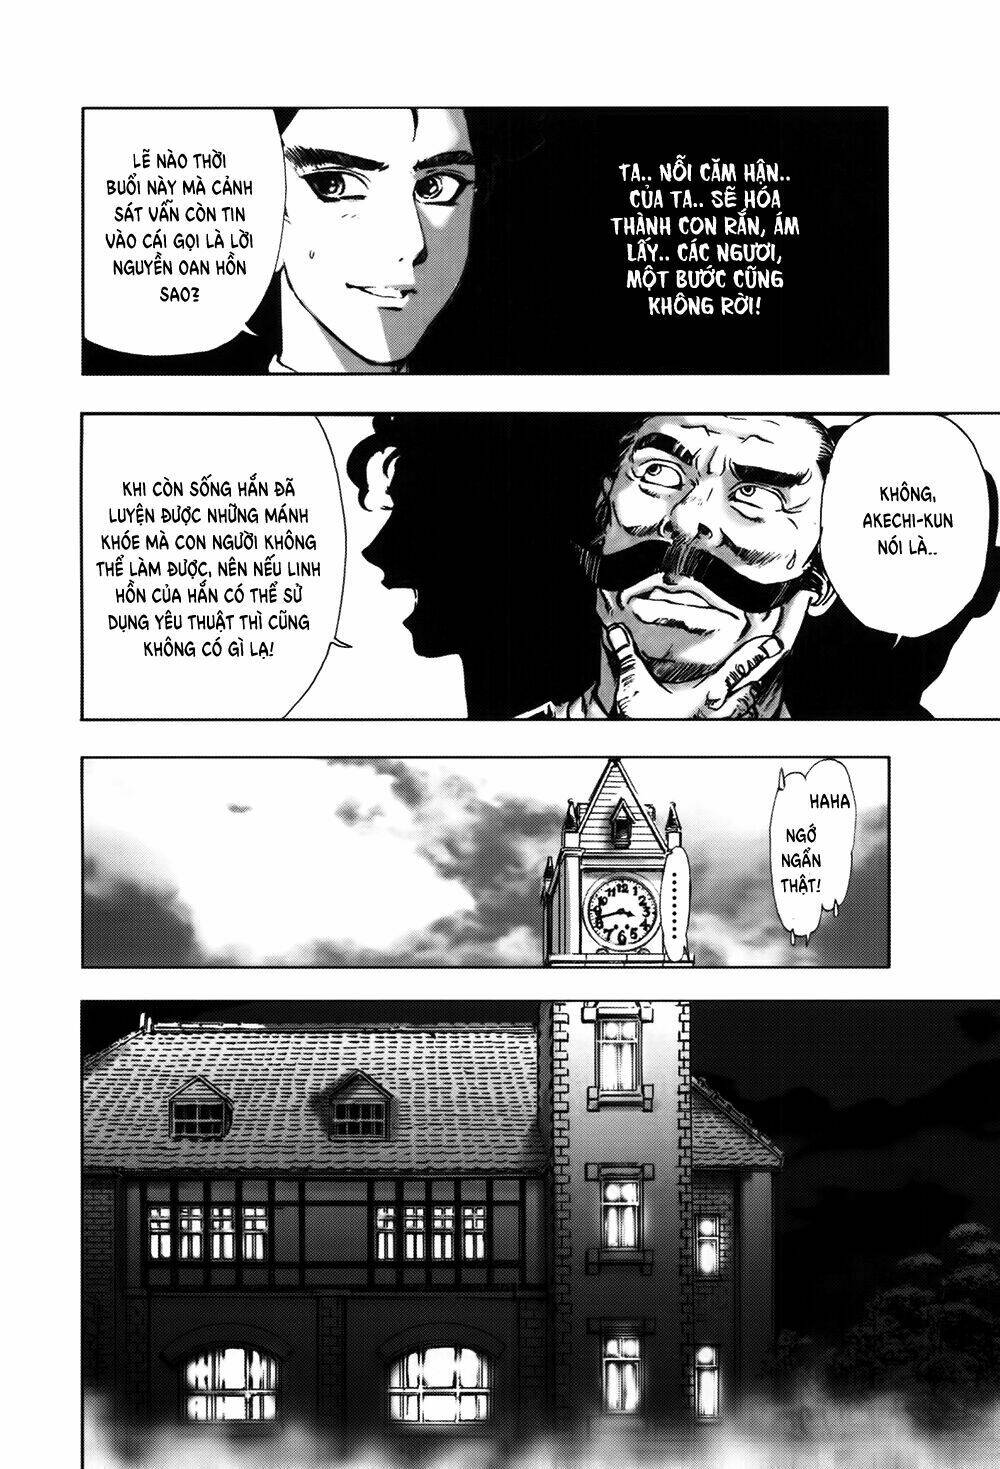 TA.. NỖI CĂM HẬN..
CỦA TA.. SẼ HÓA
THÀNH CON RẮN, ÁM
LẤY.. CÁC NGƯƠI,
MỘT BƯỚC CŨNG
KHÔNG RỜI!
LẼ NÀO THỜI
BUỔI NÀY MÀ CẢNH
SÁT VẪN CÒN TIN
VÀO CÁI GỌI LÀ LỜI
NGUYỀN OAN HỒN
SAO?
KHÔNG,
AKECHI-KUN
NÓI LÀ..
KHI CÒN SỐNG HẮN ĐÃ
LUYỆN ĐƯỢC NHỮNG MÁNH
KHÓE MÀ CON NGƯỜI KHÔNG
THỂ LÀM ĐƯỢC, NÊN NẾU LINH
HỒN CỦA HẮN CÓ THỂ SỬ
DỤNG YÊU THUẬT THÌ CŨNG
KHÔNG CÓ GÌ LẠ!
HAHA
NGỚ
NGẨN
THẬT!
........